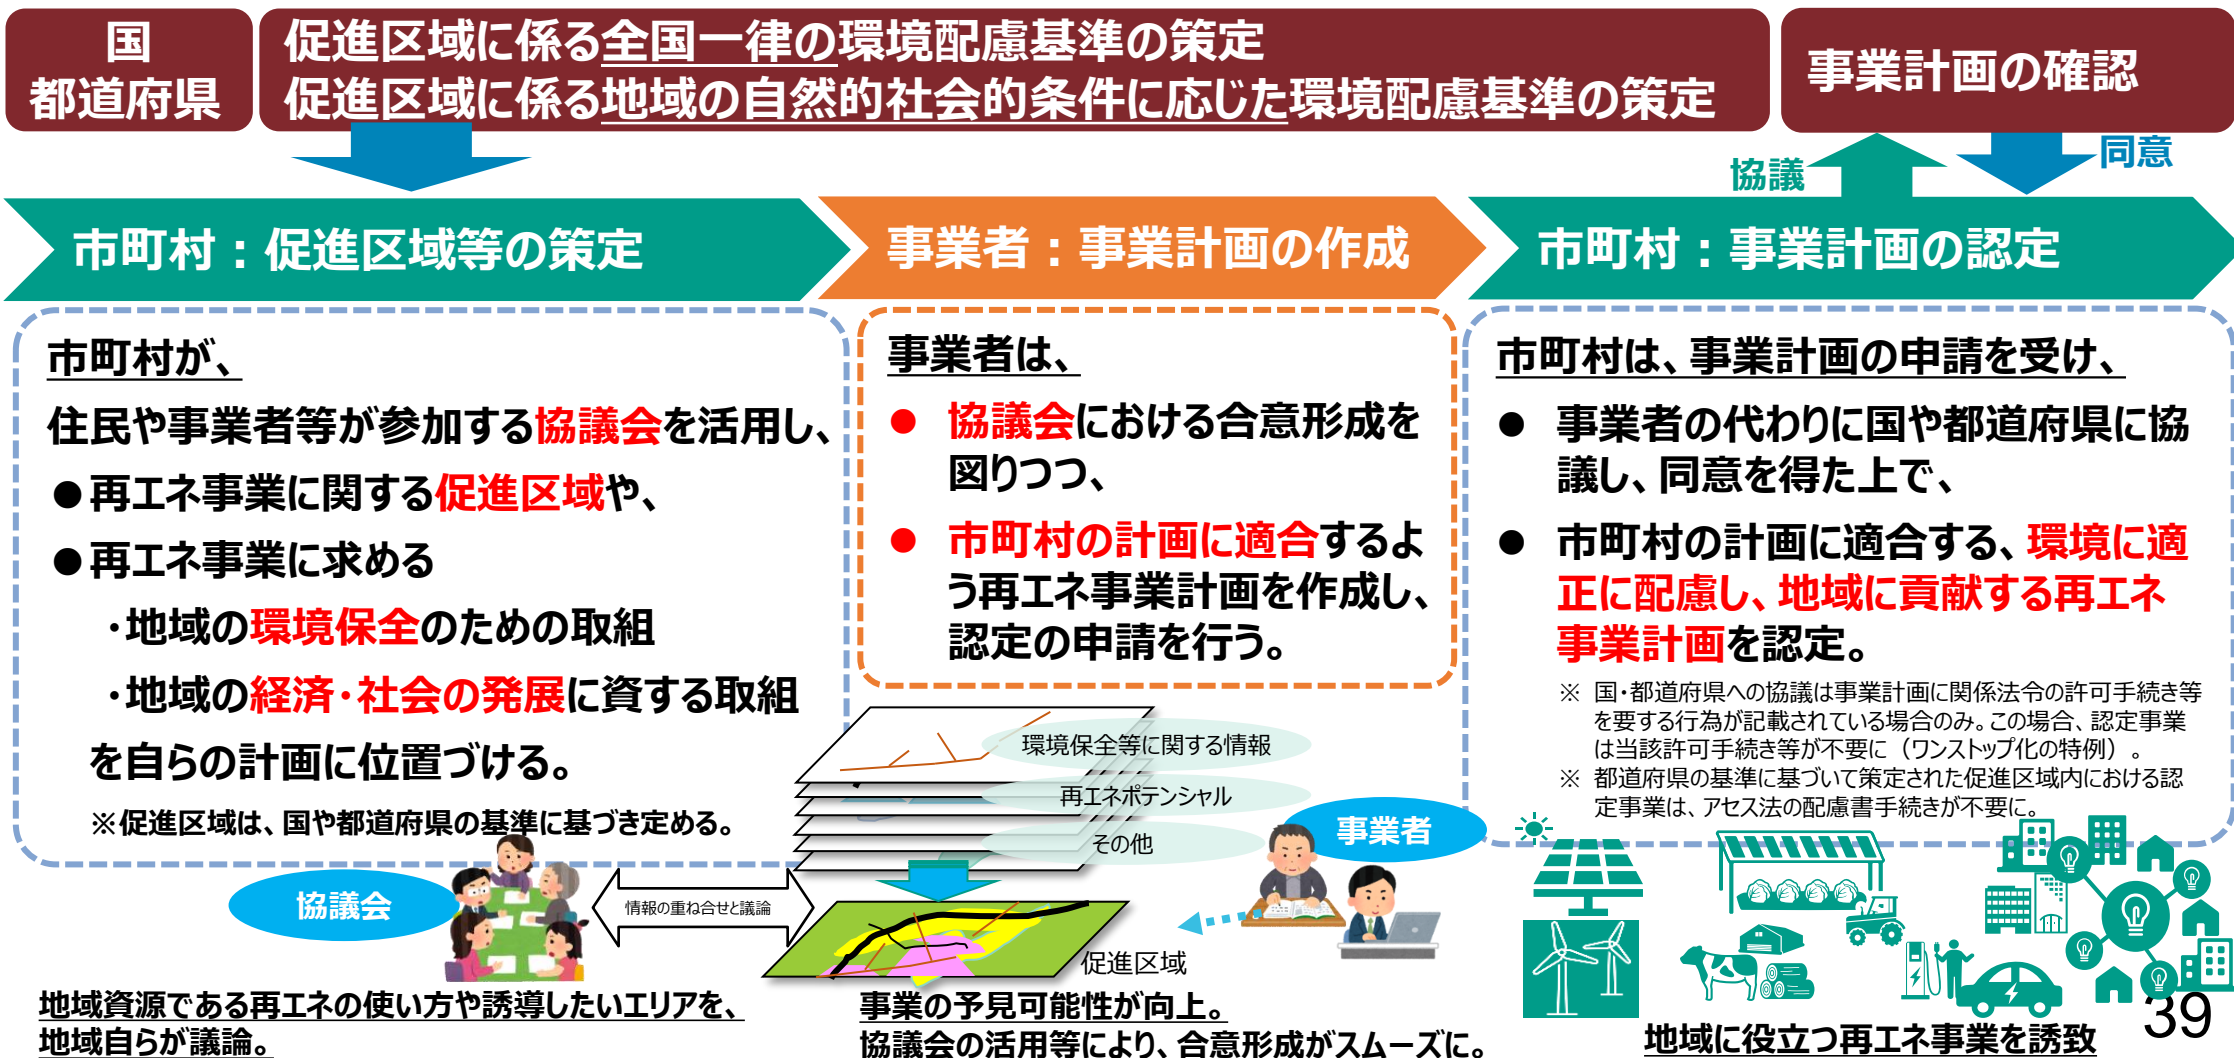 国
都道府県
促進区域に係る全国一律の環境配慮基準の策定
促進区域に係る地域の自然的社会的条件に応じた環境配慮基準の策定
事業計画の確認
協議
同意
市町村：促進区域等の策定
事業者：事業計画の作成
市町村：事業計画の認定
市町村が、
住民や事業者等が参加する協議会を活用し、
●再エネ事業に関する促進区域や、
●再エネ事業に求める
・地域の環境保全のための取組
・地域の経済・社会の発展に資する取組
を自らの計画に位置づける。
※促進区域は、国や都道府県の基準に基づき定める。
事業者は、
● 協議会における合意形成を
図りつつ、
● 市町村の計画に適合するよ
う再エネ事業計画を作成し、
認定の申請を行う。
市町村は、事業計画の申請を受け、
● 事業者の代わりに国や都道府県に協
議し、同意を得た上で、
● 市町村の計画に適合する、環境に適
正に配慮し、地域に貢献する再エネ
事業計画を認定。
※ 国・都道府県への協議は事業計画に関係法令の許可手続き等
を要する行為が記載されている場合のみ。この場合、認定事業
は当該許可手続き等が不要に（ワンストップ化の特例）。
※ 都道府県の基準に基づいて策定された促進区域内における認
定事業は、アセス法の配慮書手続きが不要に。
環境保全等に関する情報
再エネポテンシャル
その他
事業者
協議会
情報の重ね合せと議論
促進区域
地域資源である再エネの使い方や誘導したいエリアを、
地域自らが議論。
事業の予見可能性が向上。
協議会の活用等により、合意形成がスムーズに。
地域に役立つ再エネ事業を誘致
39